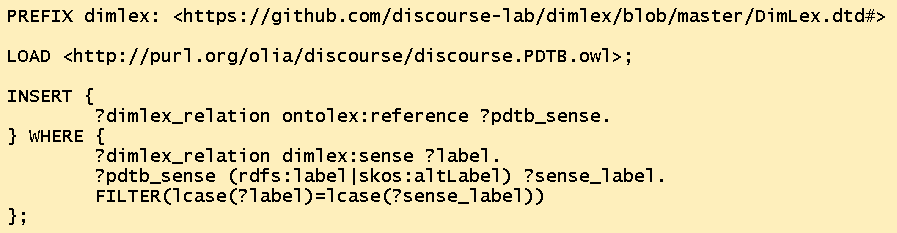 PREFIX dimlex: <https://github.com/discourse-lab/dimlex/blob/master/DimLex.dtd#>
LOAD <http://purl.org/olia/discourse/discourse.PDTB.owl>;
INSERT {
?dimlex_relation ontolex:reference ?pdtb_sense.
} WHERE {
?dimlex_relation dimlex:sense ?label.
?pdtb_sense (rdfs:label|skos:altLabel) ?sense_label.
FILTER(lcase(?label)=lcase(?sense_label))
};